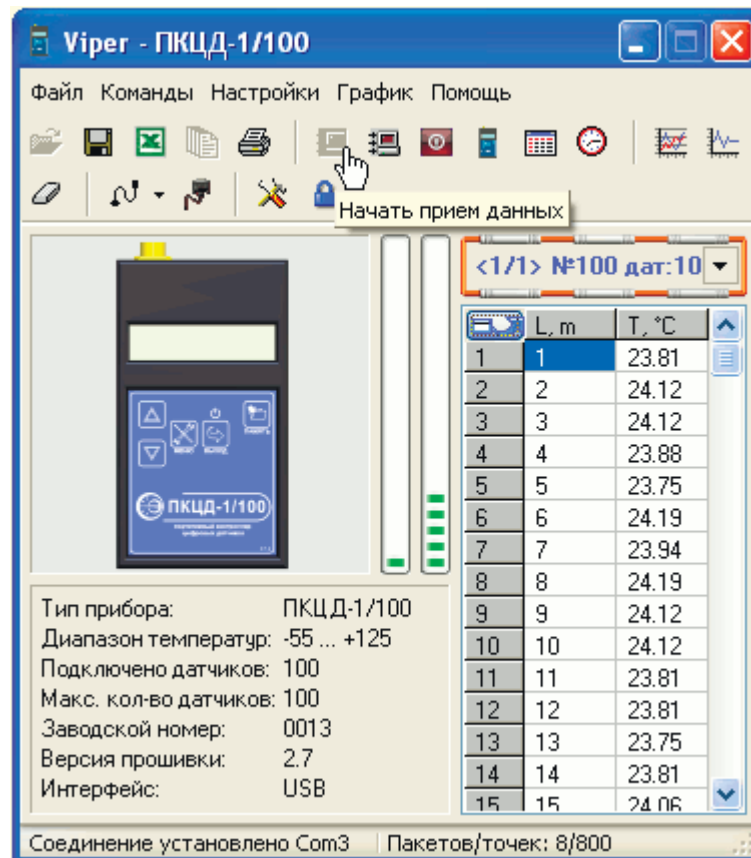 Viper - ПКЦД-1/100
Файл Команды Настройки График Помощь
Начать прием данных
<1/1> №100 дат:10
L, m T, °C
1 1 23.81
2 2 24.12
3 3 24.12
4 4 23.88
5 5 23.75
6 6 24.19
7 7 23.94
8 8 24.19
9 9 24.12
10 10 24.12
11 11 23.81
12 12 23.81
13 13 23.75
14 14 23.81
15 15 24.06
ПКЦД-1/100
Тип прибора: ПКЦД-1/100
Диапазон температур: -55 ... +125
Подключено датчиков: 100
Макс. кол-во датчиков: 100
Заводской номер: 0013
Версия прошивки: 2.7
Интерфейс: USB
Соединение установлено Com3 Пакетов/точек: 8/800